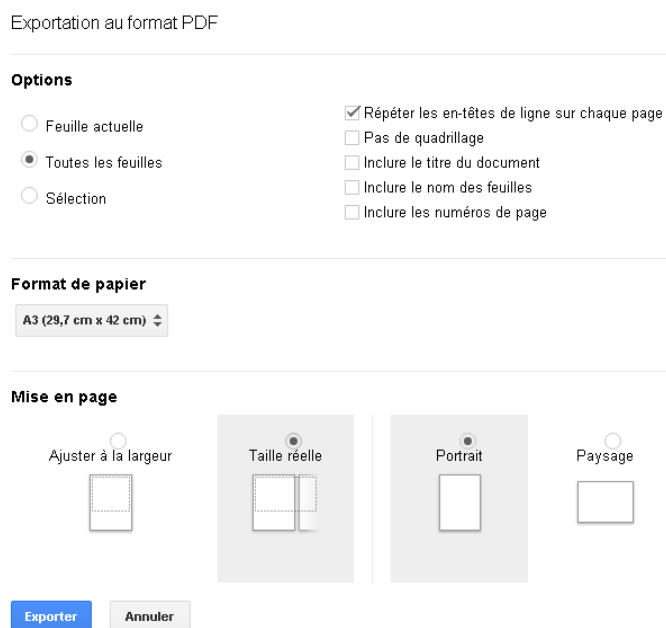 Exportation au format PDF
Options
Feuille actuelle
Toutes les feuilles
Sélection
Répéter les en-têtes de ligne sur chaque page
Pas de quadrillage
Inclure le titre du document
Inclure le nom des feuilles
Inclure les numéros de page
Format de papier
A3 (29,7 cm x 42 cm)
Mise en page
Ajuster à la largeur
Taille réelle
Portrait
Paysage
Exporter
Annuler